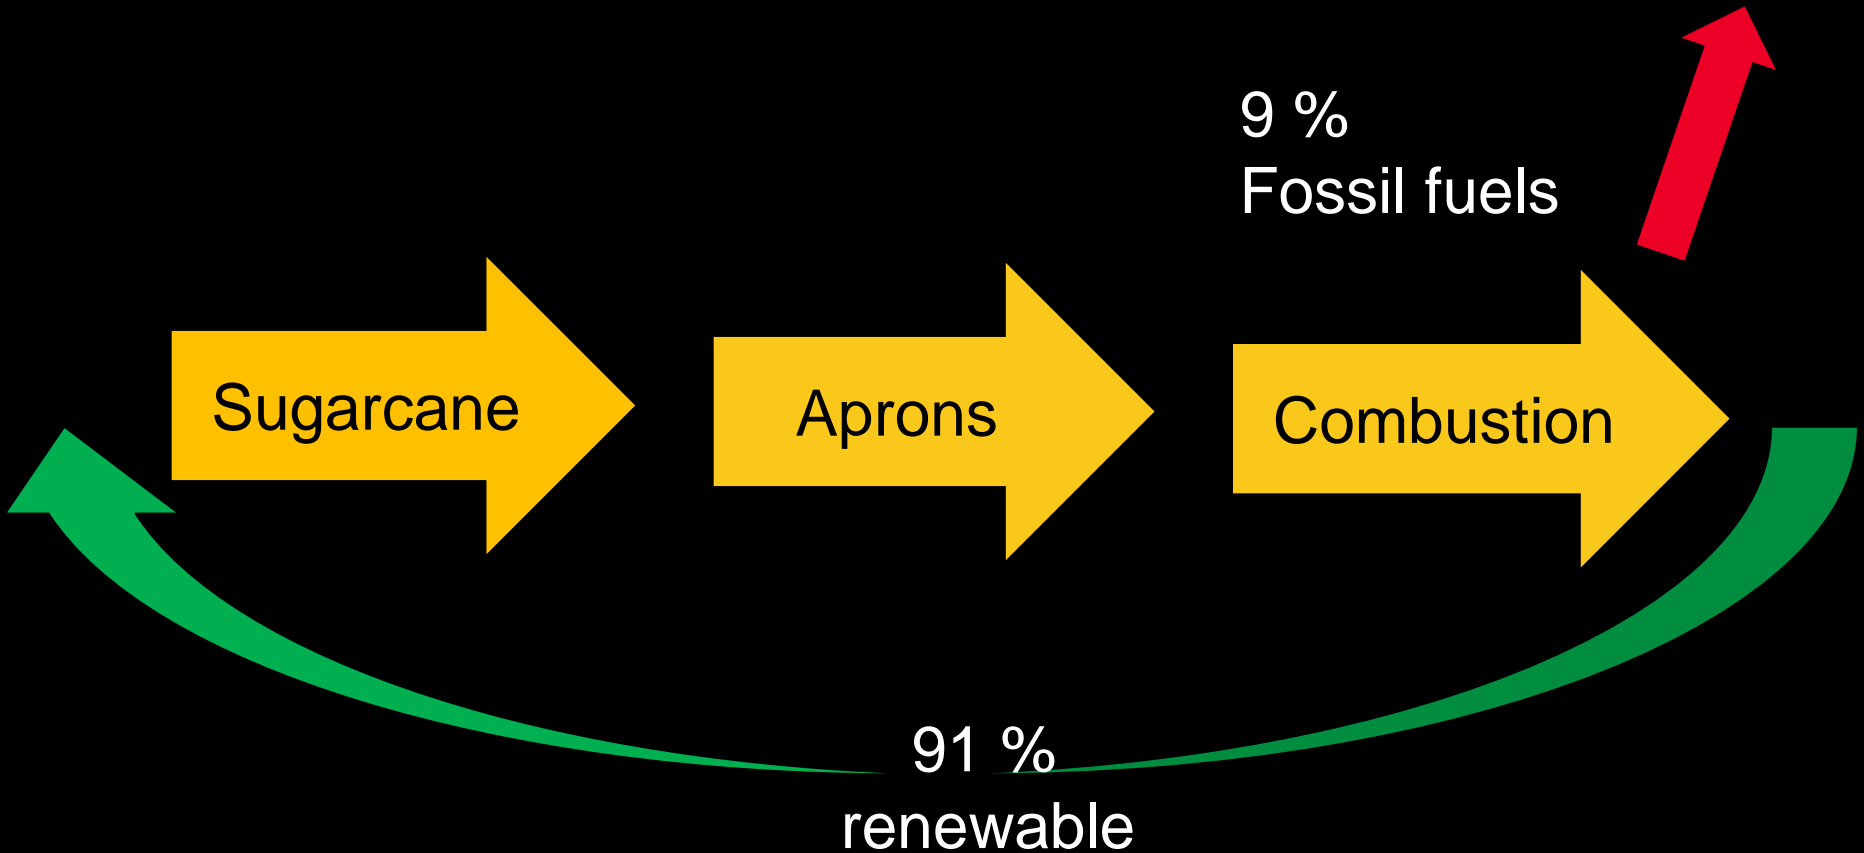 9 %
Fossil fuels
Sugarcane
Aprons
Combustion
91 %
renewable